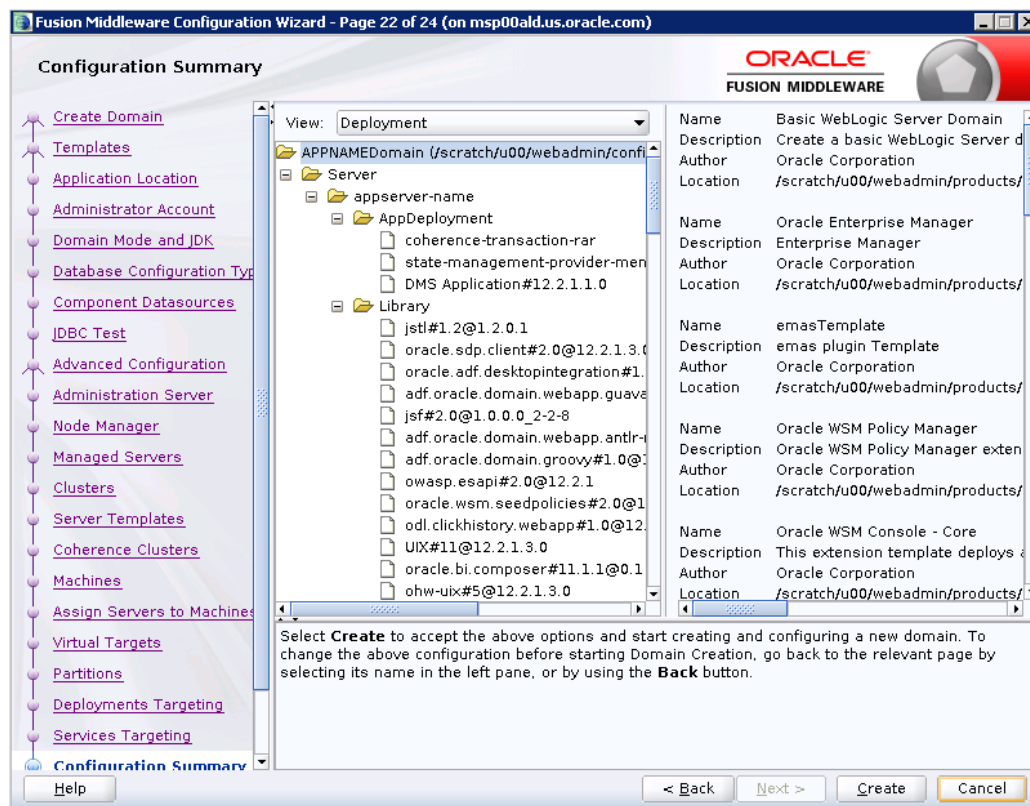 Fusion Middleware Configuration Wizard - Page 22 of 24 (on msp00ald.us.oracle.com)
Configuration Summary
ORACLE
FUSION MIDDLEWARE
Create Domain
Templates
Application Location
Administrator Account
Domain Mode and JDK
Database Configuration Typ
Component Datasources
JDBC Test
Advanced Configuration
Administration Server
Node Manager
Managed Servers
Clusters
Server Templates
Coherence Clusters
Machines
Assign Servers to Machines
Virtual Targets
Partitions
Deployments Targeting
Services Targeting
Configuration Summary
View: Deployment
APPNAMEDomain (/scratch/u00/webadmin/confi
Server
appserver-name
AppDeployment
coherence-transaction-rar
state-management-provider-men
DMS Application#12.2.1.1.0
Library
jstl#1.2@1.2.0.1
oracle.sdp.client#2.0@12.2.1.3.0
oracle.adf.desktopintegration#1.
adf.oracle.domain.webapp.guava
jsf#2.0@1.0.0.0_2-2-8
adf.oracle.domain.webapp.antlr-
adf.oracle.domain.groovy#1.0@
owasp.esapi#2.0@12.2.1
oracle.wsm.seedpolicies#2.0@1
odl.clickhistory.webapp#1.0@12.
UIX#11@12.2.1.3.0
oracle.bi.composer#11.1.1@0.1
ohw-uix#5@12.2.1.3.0
Name Basic WebLogic Server Domain
Description Create a basic WebLogic Server d
Author Oracle Corporation
Location /scratch/u00/webadmin/products/
Name Oracle Enterprise Manager
Description Enterprise Manager
Author Oracle Corporation
Location /scratch/u00/webadmin/products/
Name emasTemplate
Description emas plugin Template
Author Oracle Corporation
Location /scratch/u00/webadmin/products/
Name Oracle WSM Policy Manager
Description Oracle WSM Policy Manager exten
Author Oracle Corporation
Location /scratch/u00/webadmin/products/
Name Oracle WSM Console - Core
Description This extension template deploys a
Author Oracle Corporation
Location /scratch/u00/webadmin/products/
Select Create to accept the above options and start creating and configuring a new domain. To
change the above configuration before starting Domain Creation, go back to the relevant page by
selecting its name in the left pane, or by using the Back button.
Help
< Back
Next >
Create
Cancel